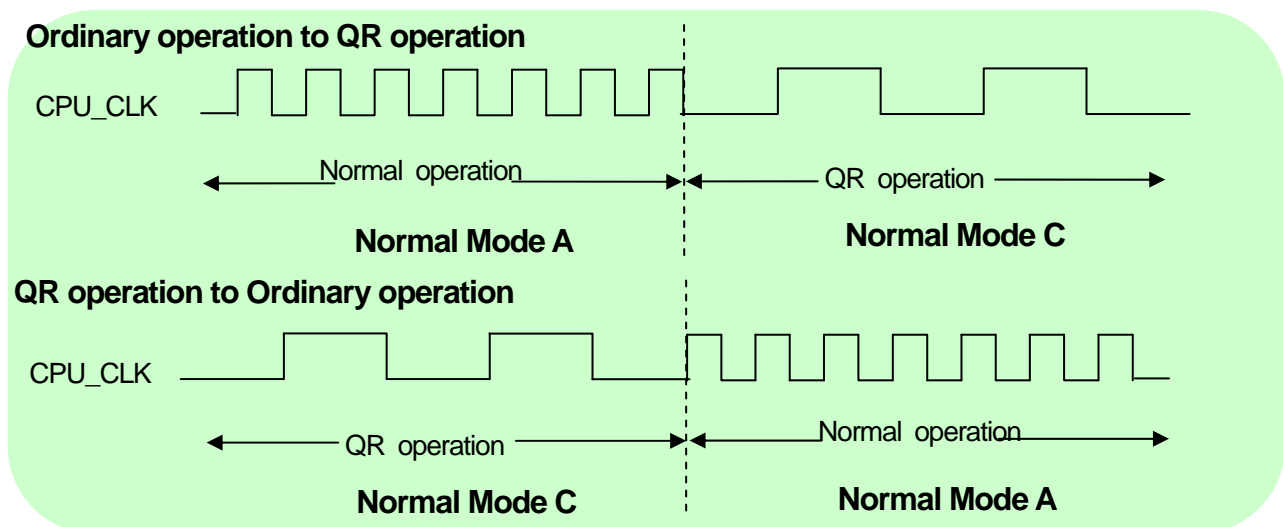 Ordinary operation to QR operation
CPU_CLK
Normal operation
QR operation
Normal Mode A
Normal Mode C
QR operation to Ordinary operation
CPU_CLK
QR operation
Normal operation
Normal Mode C
Normal Mode A